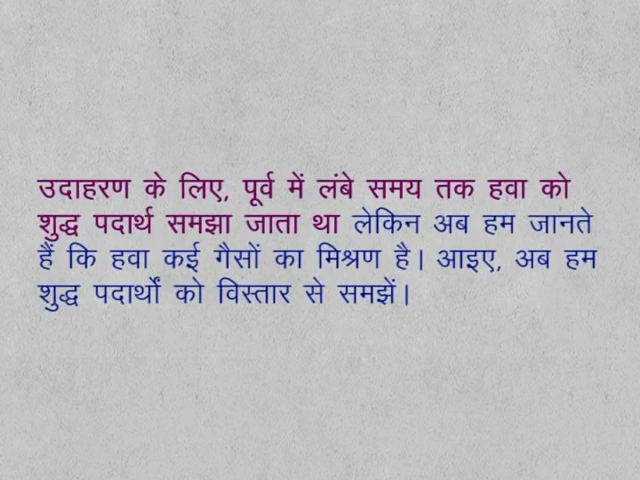 उदाहरण के लिए, पूर्व में लंबे समय तक हवा को
शुद्ध पदार्थ समझा जाता था लेकिन अब हम जानते
हैं कि हवा कई गैसों का मिश्रण है। आइए, अब हम
शुद्ध पदार्थों को विस्तार से समझें।